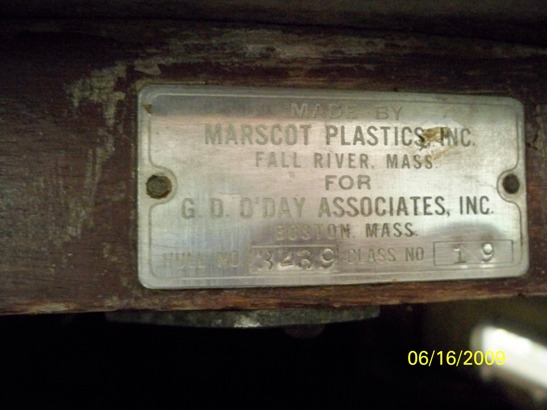 MADE BY
MARSCOT PLASTICS, INC.
FALL RIVER, MASS.
FOR
G. D. O'DAY ASSOCIATES, INC.
BOSTON, MASS.
HULL NO 3439 CLASS NO 19
06/16/2009